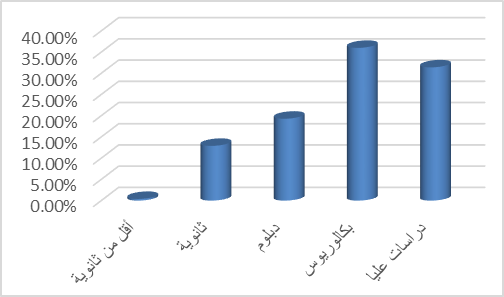 40.00%
35.00%
30.00%
25.00%
20.00%
15.00%
10.00%
5.00%
0.00%
أقل من ثانوية
ثانوية
دبلوم
بكالوريوس
دراسات عليا